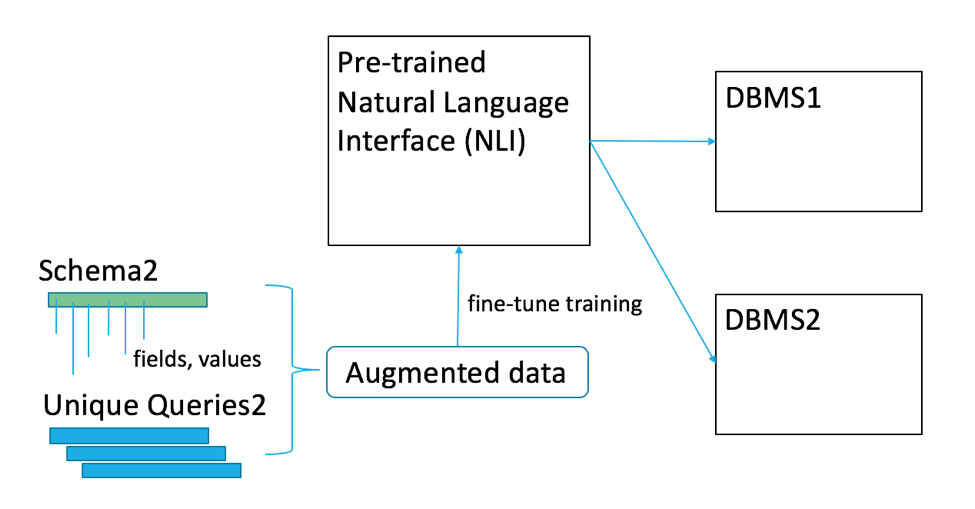 Pre-trained
Natural Language
Interface (NLI)
DBMS1
Schema2
fields, values
Unique Queries2
Augmented data
fine-tune training
DBMS2